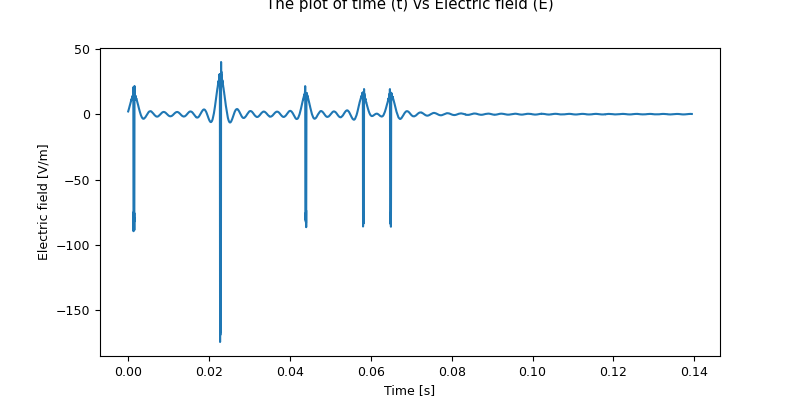 The plot of time (t) vs Electric field (E)
50
0
−50
−100
−150
Electric field [V/m]
0.00 0.02 0.04 0.06 0.08 0.10 0.12 0.14
Time [s]